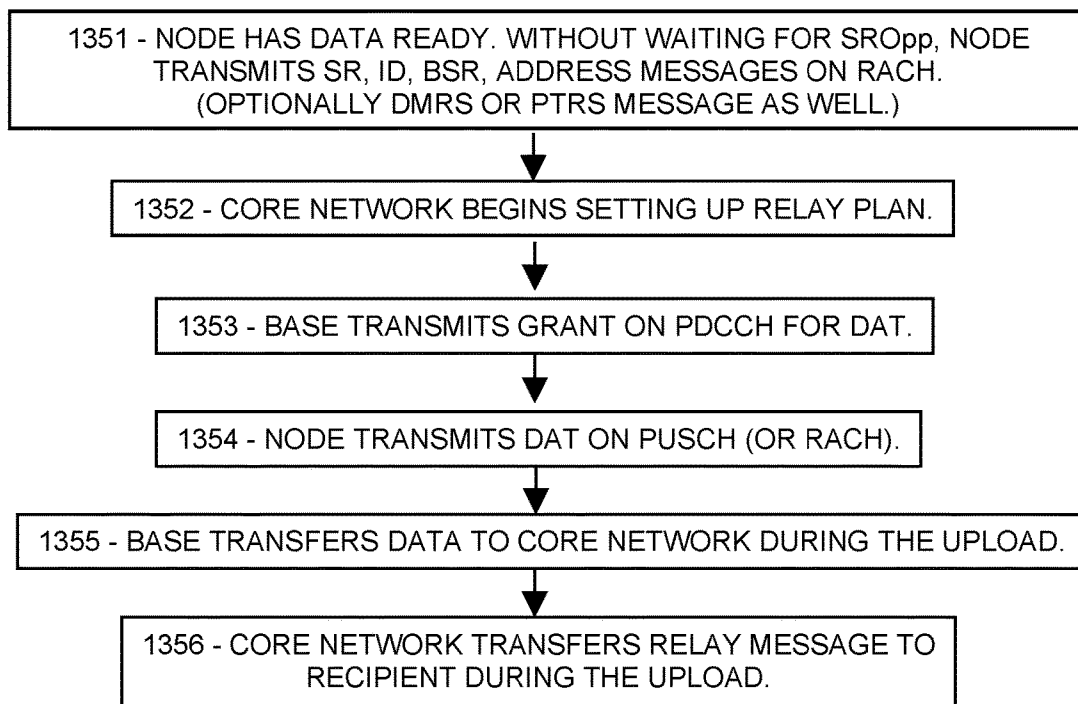 1351 - NODE HAS DATA READY. WITHOUT WAITING FOR SROpp, NODE
TRANSMITS SR, ID, BSR, ADDRESS MESSAGES ON RACH.
(OPTIONALLY DMRS OR PTRS MESSAGE AS WELL.)
1352 - CORE NETWORK BEGINS SETTING UP RELAY PLAN.
1353 - BASE TRANSMITS GRANT ON PDCCH FOR DAT.
1354 - NODE TRANSMITS DAT ON PUSCH (OR RACH).
1355 - BASE TRANSFERS DATA TO CORE NETWORK DURING THE UPLOAD.
1356 - CORE NETWORK TRANSFERS RELAY MESSAGE TO
RECIPIENT DURING THE UPLOAD.